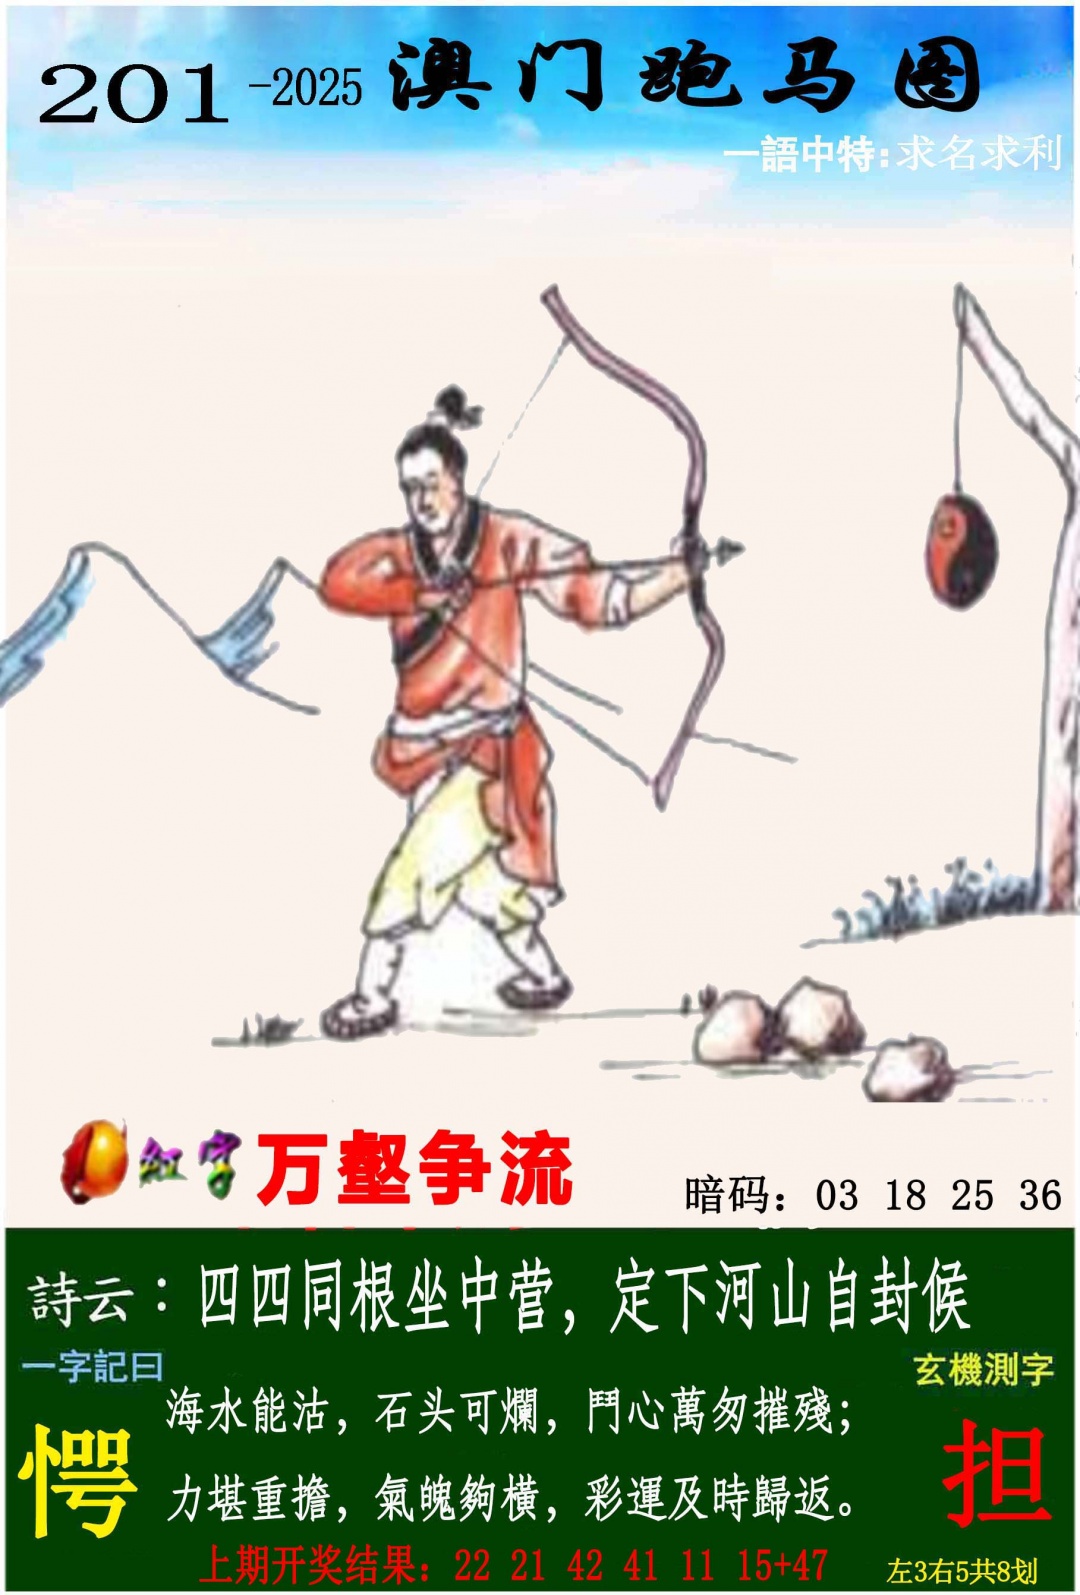 201-2025 澳门跑马图
一語中特:求名求利
红字 万壑争流
暗码：03 18 25 36
詩云：四四同根坐中营，定下河山自封候
一字記曰
玄機測字
愕
担
海水能沽，石头可爛，鬥心萬勿摧殘；
力堪重擔，氣魄夠橫，彩運及時歸返。
上期开奖结果：22 21 42 41 11 15+47
左3右5共8划